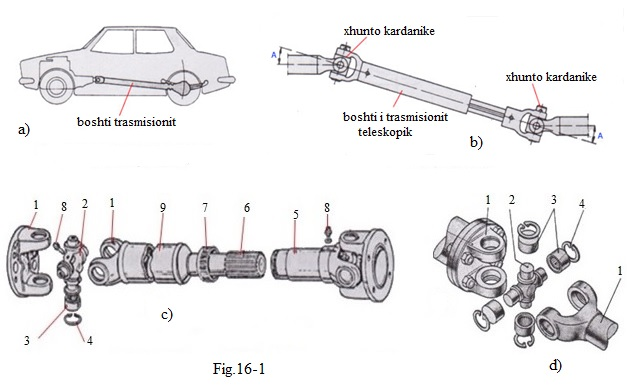 boshti trasmisionit
a)
xhunto kardanike
A
xhunto kardanike
boshti i trasmisionit
teleskopik
A
b)
1
8
2
1
9
7
6
5
8
3
4
c)
1
2
3
4
1
d)
Fig.16-1